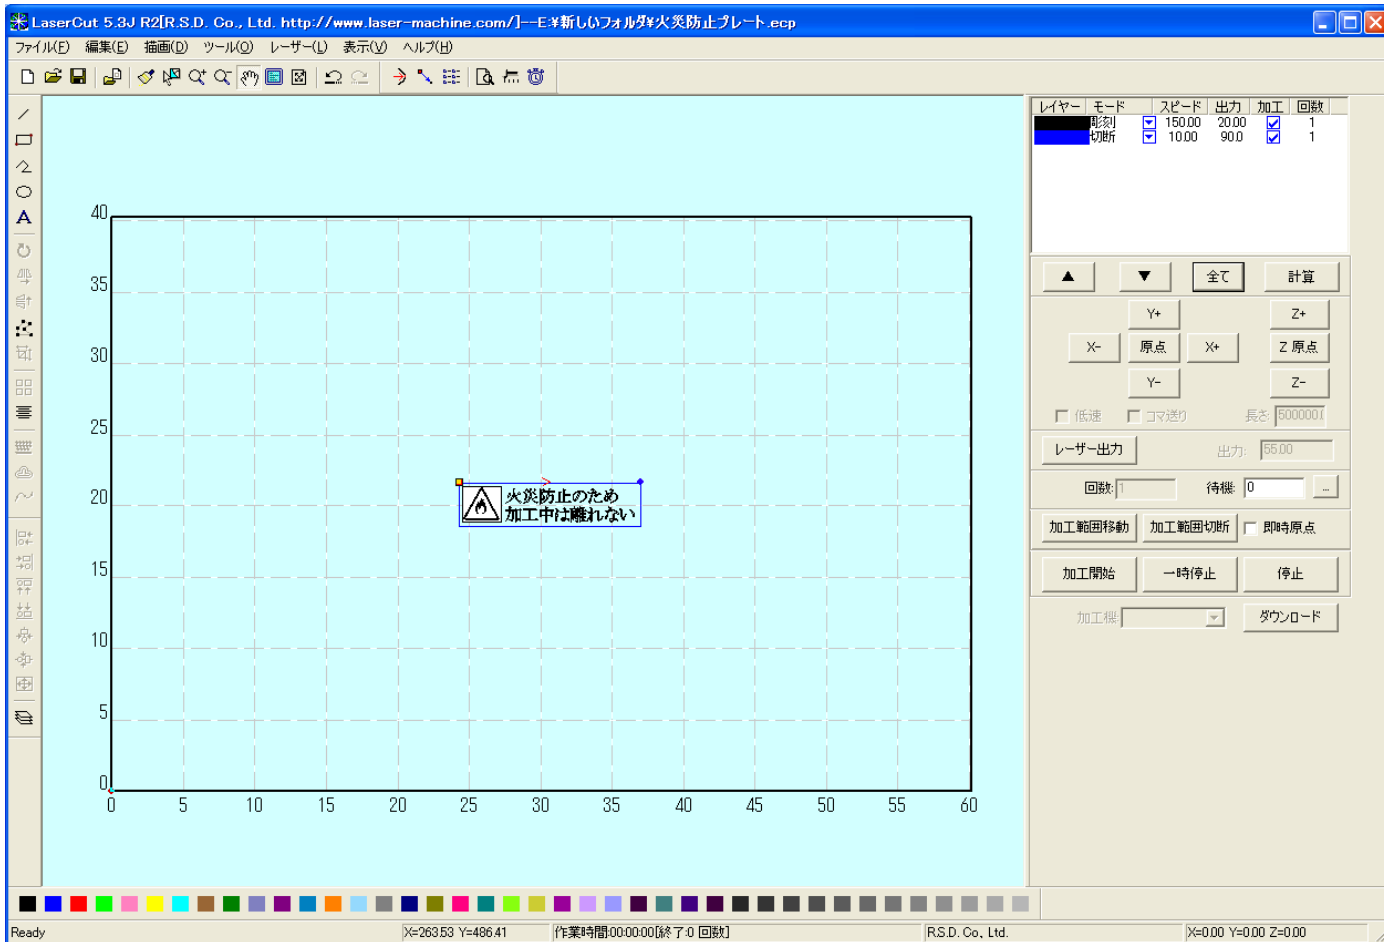 LaserCut 5.3J R2[R.S.D. Co., Ltd. http://www.laser-machine.com/]---E:¥新しいフォルダ¥火災防止プレート.ecp
ファイル(F) 編集(E) 描画(D) ツール(O) レーザー(L) 表示(V) ヘルプ(H)
レイヤー モード スピード 出力 加工 回数
彫刻 150.00 20.00 1
切断 10.00 90.0 1
▲ ▼ 全て 計算
Y+ Z+
X- 原点 X+ Z 原点
Y- Z-
低速 コマ送り 長さ: 500000.(
レーザー出力 出力: 55.00
回数: 1 待機: 0 ...
加工範囲移動 加工範囲切断 即時原点
加工開始 一時停止 停止
加工機: ダウンロード
A
40
35
30
25
20
15
10
5
0
火災防止のため
加工中は離れない
0 5 10 15 20 25 30 35 40 45 50 55 60
Ready X=263.53 Y=486.41 作業時間:00:00:00[終了:0 回数] R.S.D. Co., Ltd. X=0.00 Y=0.00 Z=0.00